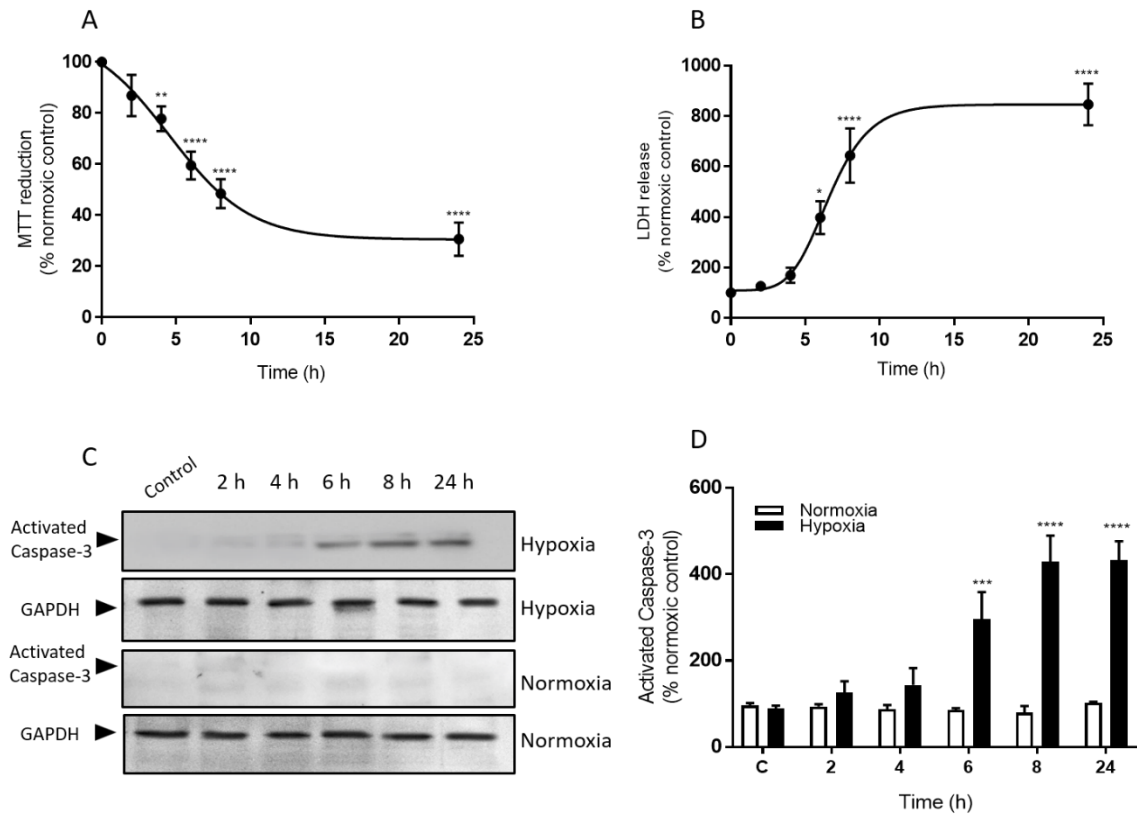 A
MTT reduction
(% normoxic control)
100
80
60
40
20
0
**
****
****
****
0 5 10 15 20 25
Time (h)
B
LDH release
(% normoxic control)
1000
800
600
400
200
0
*
****
****
0 5 10 15 20 25
Time (h)
C
Control 2 h 4 h 6 h 8 h 24 h
Activated
Caspase-3
Hypoxia
GAPDH
Hypoxia
Activated
Caspase-3
Normoxia
GAPDH
Normoxia
D
Activated Caspase-3
(% normoxic control)
600
400
200
0
Normoxia
Hypoxia
***
****
****
C 2 4 6 8 24
Time (h)